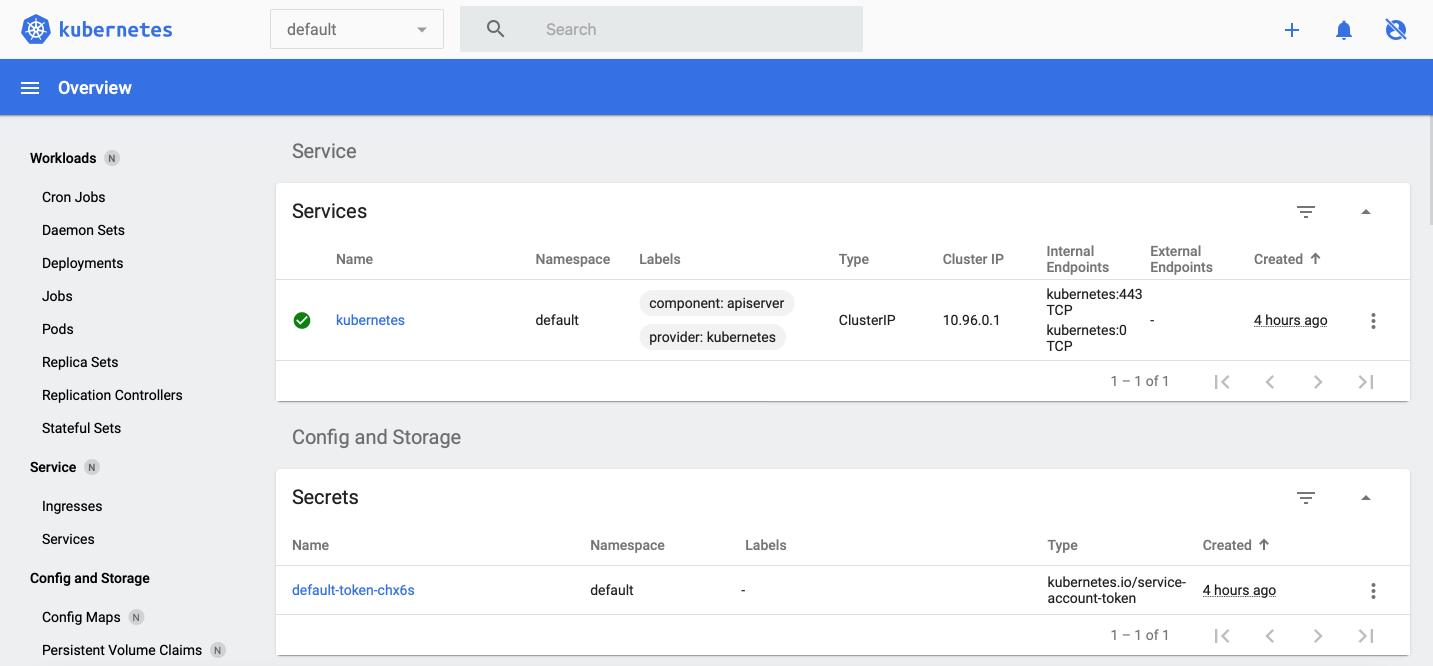 kubernetes
default
Search
Overview
Workloads N
Cron Jobs
Daemon Sets
Deployments
Jobs
Pods
Replica Sets
Replication Controllers
Stateful Sets
Service N
Ingresses
Services
Config and Storage
Config Maps N
Persistent Volume Claims N
Service
Services
Name Namespace Labels Type Cluster IP Internal Endpoints External Endpoints Created
kubernetes default component: apiserver provider: kubernetes ClusterIP 10.96.0.1 kubernetes:443 TCP kubernetes:0 TCP - 4 hours ago
1 – 1 of 1
Config and Storage
Secrets
Name Namespace Labels Type Created
default-token-chx6s default - kubernetes.io/service-account-token 4 hours ago
1 – 1 of 1